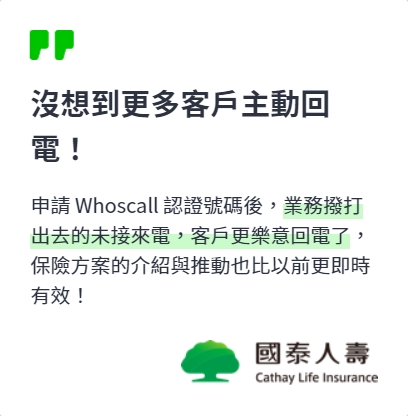 沒想到更多客戶主動回
電！
申請 Whoscall 認證號碼後，業務撥打
出去的未接來電，客戶更樂意回電了，
保險方案的介紹與推動也比以前更即時
有效！
國泰人壽
Cathay Life Insurance